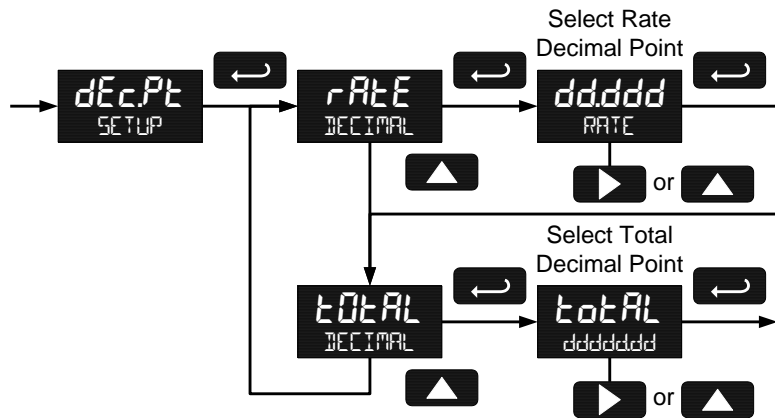 Select Rate
Decimal Point
dEc.Pt
SETUP
rAtE
DECIMAL
dd.ddd
RATE
or
Select Total
Decimal Point
tOtAL
DECIMAL
totAL
dddddd.dd
or